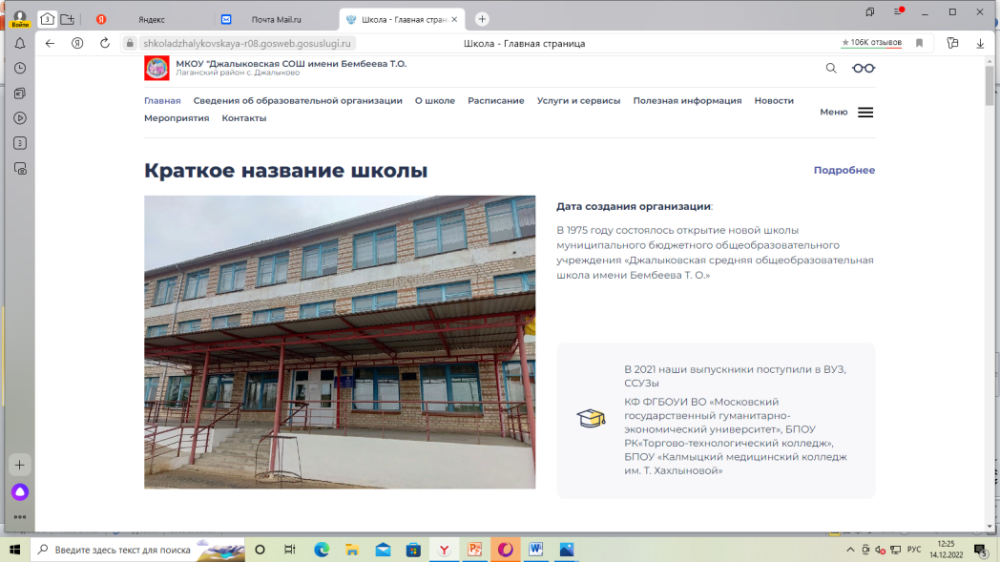 Войти
3
Яндекс
Почта Mail.ru
Школа - Главная стран
shkoladzhalykovskaya-r08.gosweb.gosuslugi.ru
Школа - Главная страница
106K отзывов
3
МКОУ "Джалыковская СОШ имени Бембеева Т.О.
Лаганский район с. Джалыково
Главная Сведения об образовательной организации О школе Расписание Услуги и сервисы Полезная информация Новости
Мероприятия Контакты
Меню
Краткое название школы
Подробнее
Дата создания организации:
В 1975 году состоялось открытие новой школы
муниципального бюджетного общеобразовательного
учреждения «Джалыковская средняя общеобразовательная
школа имени Бембеева Т. О.»
В 2021 наши выпускники поступили в ВУЗ,
ССУЗы
КФ ФГБОУИ ВО «Московский
государственный гуманитарно-
экономический университет», БПОУ
РК«Торгово-технологический колледж»,
БПОУ «Калмыцкий медицинский колледж
им. Т. Хахлыновой»
Введите здесь текст для поиска
РУС
12:25
14.12.2022
5